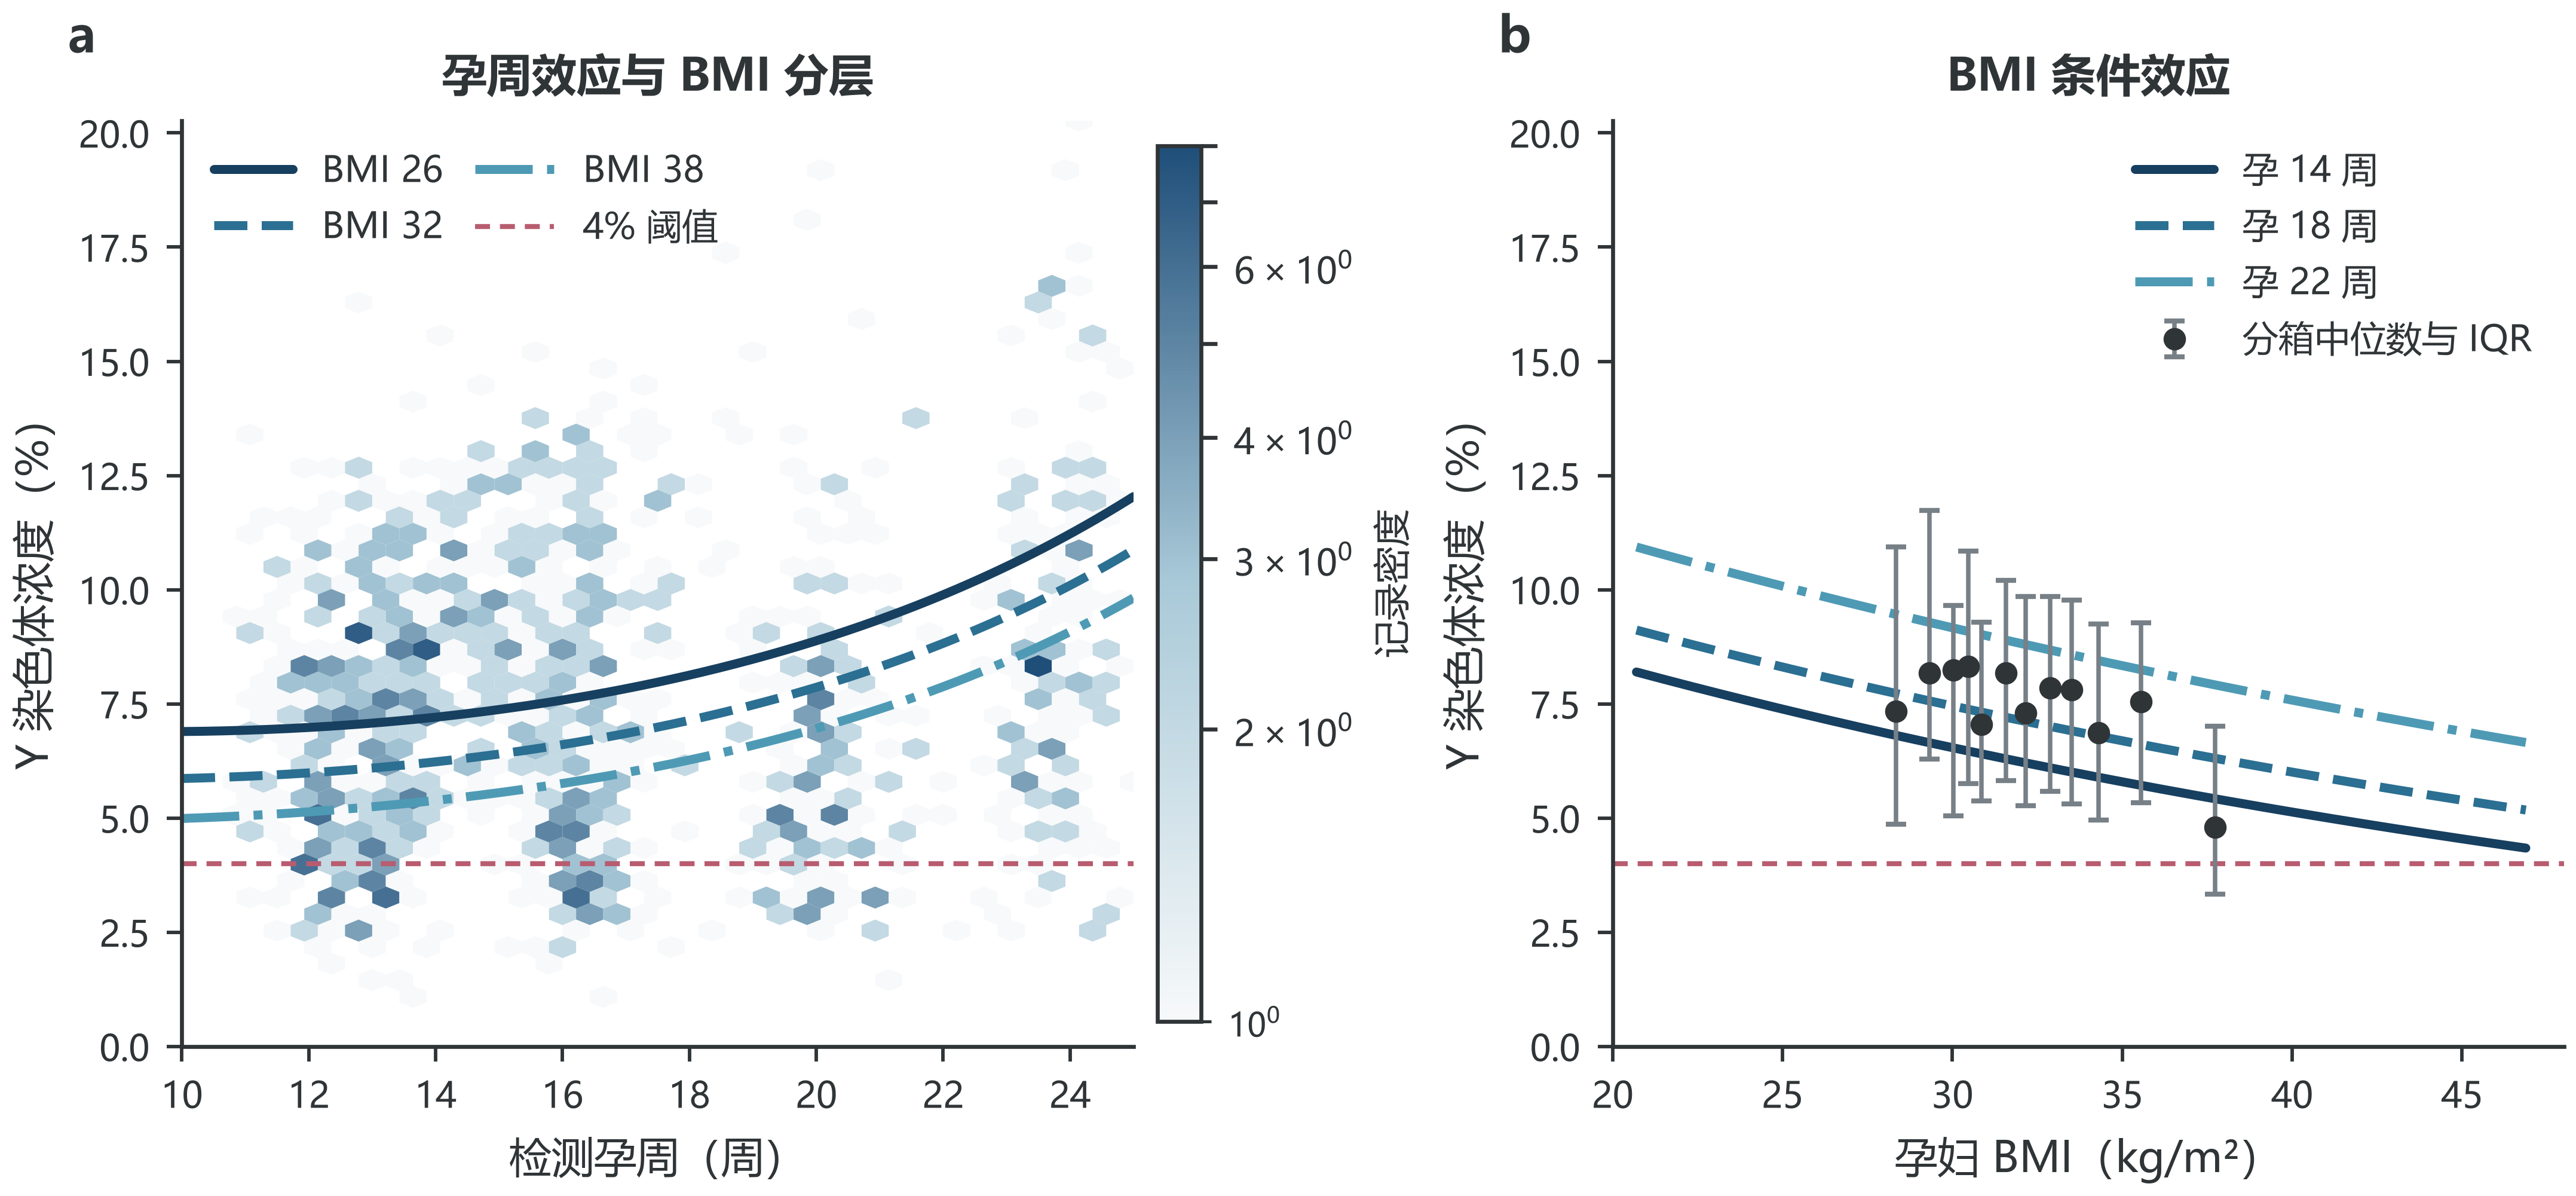 a
孕周效应与 BMI 分层
BMI 26
BMI 38
BMI 32
4% 阈值
Y 染色体浓度（%）
20.0
17.5
15.0
12.5
10.0
7.5
5.0
2.5
0.0
10
12
14
16
18
20
22
24
检测孕周（周）
6 × 10⁰
4 × 10⁰
3 × 10⁰
2 × 10⁰
10⁰
记录密度
b
BMI 条件效应
孕 14 周
孕 18 周
孕 22 周
分箱中位数与 IQR
Y 染色体浓度（%）
20.0
17.5
15.0
12.5
10.0
7.5
5.0
2.5
0.0
20
25
30
35
40
45
孕妇 BMI（kg/m²）